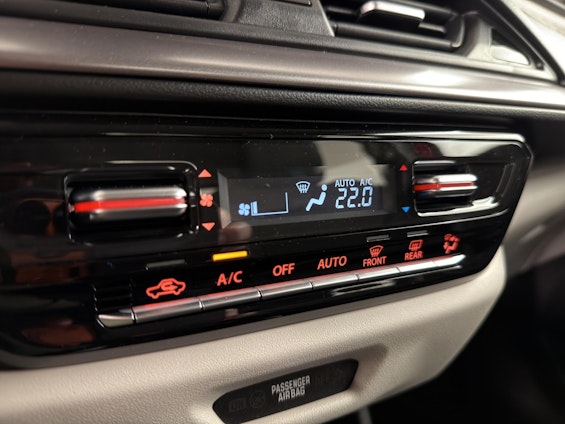 AUTO A/C
22.0
A/C
OFF
AUTO
FRONT
REAR
PASSENGER
AIR BAG